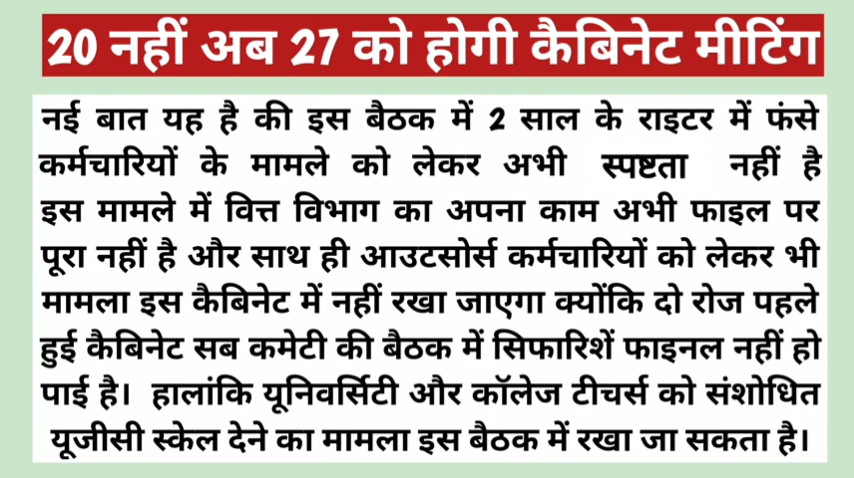 20 नहीं अब 27 को होगी कैबिनेट मीटिंग
नई बात यह है की इस बैठक में 2 साल के राइटर में फंसे
कर्मचारियों के मामले को लेकर अभी स्पष्टता नहीं है
इस मामले में वित्त विभाग का अपना काम अभी फाइल पर
पूरा नहीं है और साथ ही आउटसोर्स कर्मचारियों को लेकर भी
मामला इस कैबिनेट में नहीं रखा जाएगा क्योंकि दो रोज पहले
हुई कैबिनेट सब कमेटी की बैठक में सिफारिशें फाइनल नहीं हो
पाई है। हालांकि यूनिवर्सिटी और कॉलेज टीचर्स को संशोधित
यूजीसी स्केल देने का मामला इस बैठक में रखा जा सकता है।